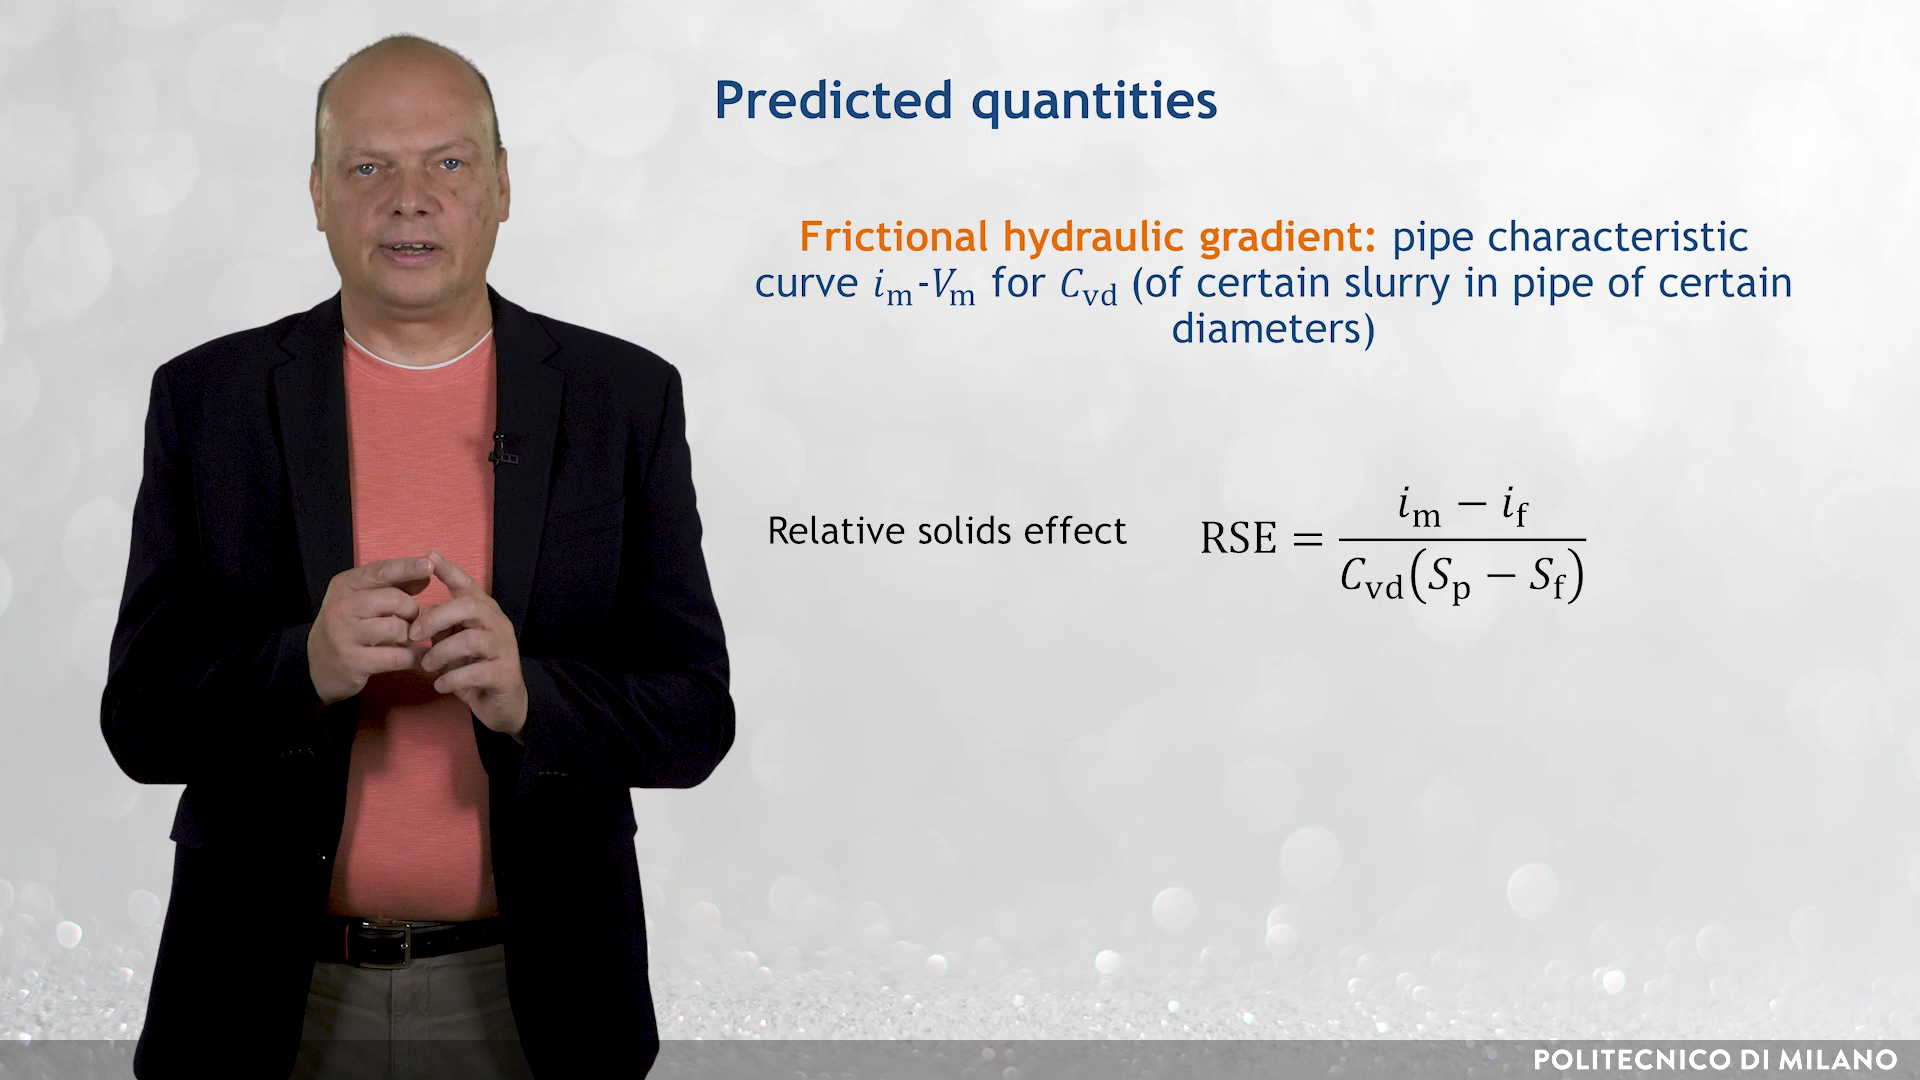 Predicted quantities
Frictional hydraulic gradient: pipe characteristic
curve i_m-V_m for C_vd (of certain slurry in pipe of certain
diameters)
Relative solids effect
RSE = (i_m − i_f) / (C_vd(S_p − S_f))
POLITECNICO DI MILANO